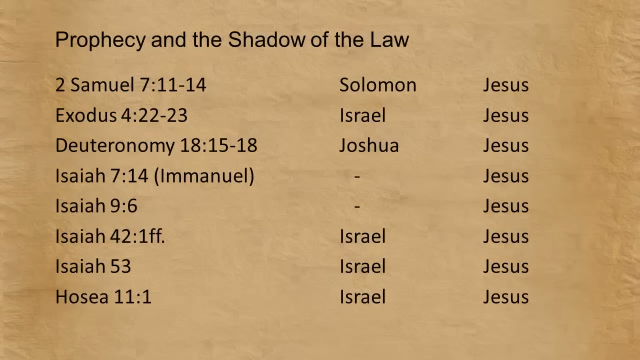 Prophecy and the Shadow of the Law
2 Samuel 7:11-14 Solomon Jesus
Exodus 4:22-23 Israel Jesus
Deuteronomy 18:15-18 Joshua Jesus
Isaiah 7:14 (Immanuel) - Jesus
Isaiah 9:6 - Jesus
Isaiah 42:1ff. Israel Jesus
Isaiah 53 Israel Jesus
Hosea 11:1 Israel Jesus